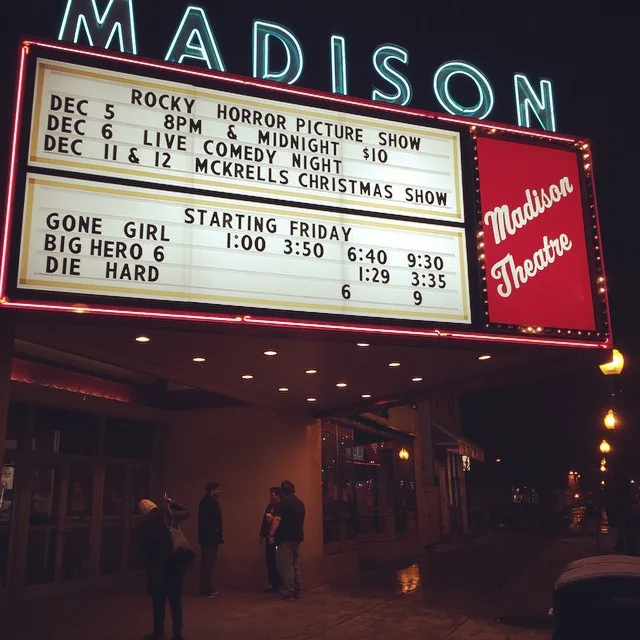 MADISON
ROCKY HORROR PICTURE SHOW
DEC 5 8PM & MIDNIGHT $10
DEC 6 LIVE COMEDY NIGHT
DEC 11 & 12 MCKRELLS CHRISTMAS SHOW
STARTING FRIDAY
GONE GIRL 1:00 3:50 6:40 9:30
BIG HERO 6 1:29 3:35
DIE HARD 6 9
Madison
Theatre